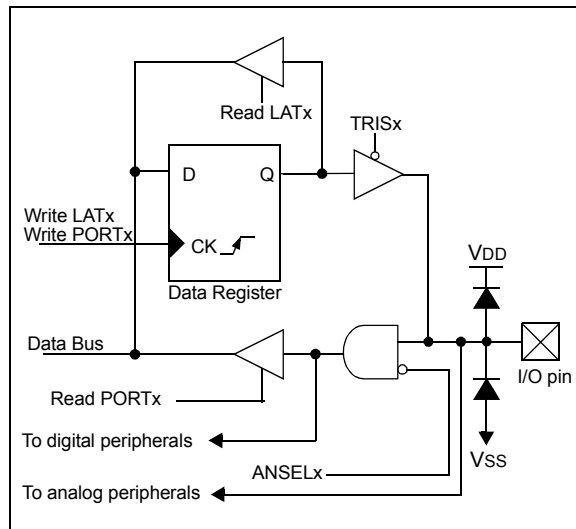 Read LATx
TRISx
D Q
Write LATx
Write PORTx
CK
Data Register
VDD
Data Bus
I/O pin
Read PORTx
To digital peripherals
ANSELx
VSS
To analog peripherals